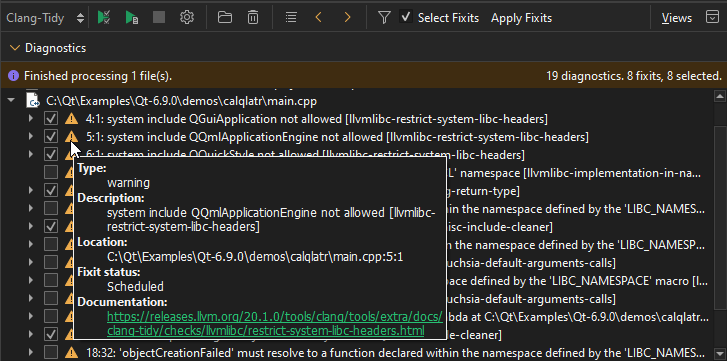 Clang-Tidy
Select Fixits
Apply Fixits
Views
Diagnostics
Finished processing 1 file(s).
19 diagnostics. 8 fixits, 8 selected.
C:\Qt\Examples\Qt-6.9.0\demos\calqlatr\main.cpp
4:1: system include QGuiApplication not allowed [llvmlibc-restrict-system-libc-headers]
5:1: system include QQmlApplicationEngine not allowed [llvmlibc-restrict-system-libc-headers]
6:1: system include QQuickStyle not allowed [llvmlibc-restrict-system-libc-headers]
L' namespace [llvmlibc-implementation-in-na...
g-return-type]
in the namespace defined by the 'LIBC_NAMES...
isc-include-cleaner]
n the namespace defined by the 'LIBC_NAMESP...
uchsia-default-arguments-calls]
space defined by the 'LIBC_NAMESPACE' macro [l...
uchsia-default-arguments-calls]
bda at C:\Qt\Examples\Qt-6.9.0\demos\calqlatr...
e-cleaner]
18:32: 'objectCreationFailed' must resolve to a function declared within the namespace defined by the 'LIBC_NAMES...
Type:
warning
Description:
system include QQmlApplicationEngine not allowed [llvmlibc-
restrict-system-libc-headers]
Location:
C:\Qt\Examples\Qt-6.9.0\demos\calqlatr\main.cpp:5:1
Fixit status:
Scheduled
Documentation:
https://releases.llvm.org/20.1.0/tools/clang/tools/extra/docs/
clang-tidy/checks/llvmlibc/restrict-system-libc-headers.html